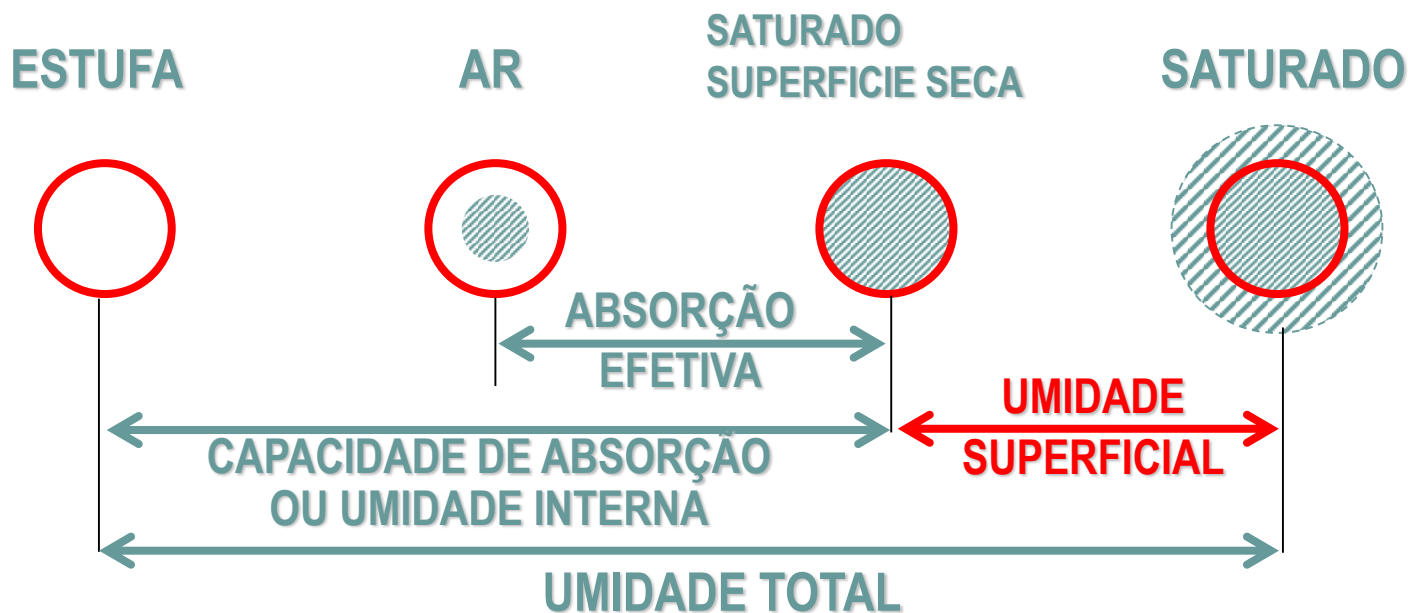 ESTUFA
AR
SATURADO
SUPERFICIE SECA
SATURADO
ABSORÇÃO
EFETIVA
UMIDADE
SUPERFICIAL
CAPACIDADE DE ABSORÇÃO
OU UMIDADE INTERNA
UMIDADE TOTAL